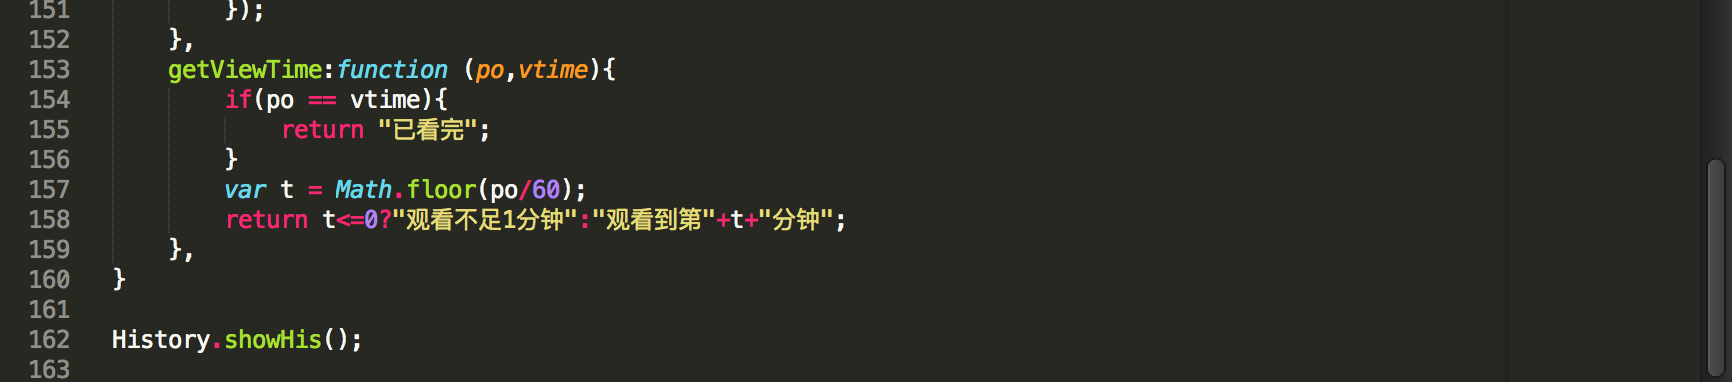 151 });
152 },
153 getViewTime:function (po,vtime){
154 if(po == vtime){
155 return "已看完";
156 }
157 var t = Math.floor(po/60);
158 return t<=0?"观看不足1分钟":"观看到第"+t+"分钟";
159 },
160 }
161
162 History.showHis();
163